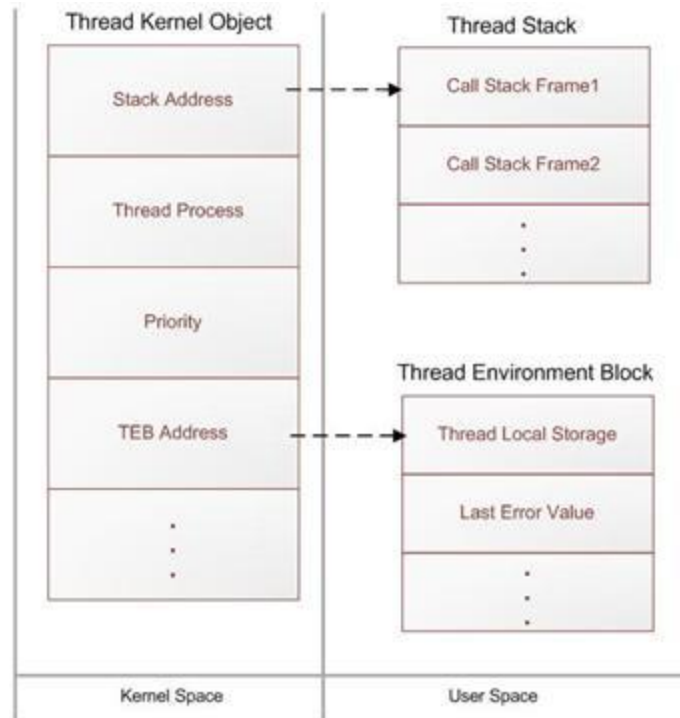 Thread Kernel Object
Stack Address
Thread Process
Priority
TEB Address
Thread Stack
Call Stack Frame1
Call Stack Frame2
Thread Environment Block
Thread Local Storage
Last Error Value
Kernel Space
User Space